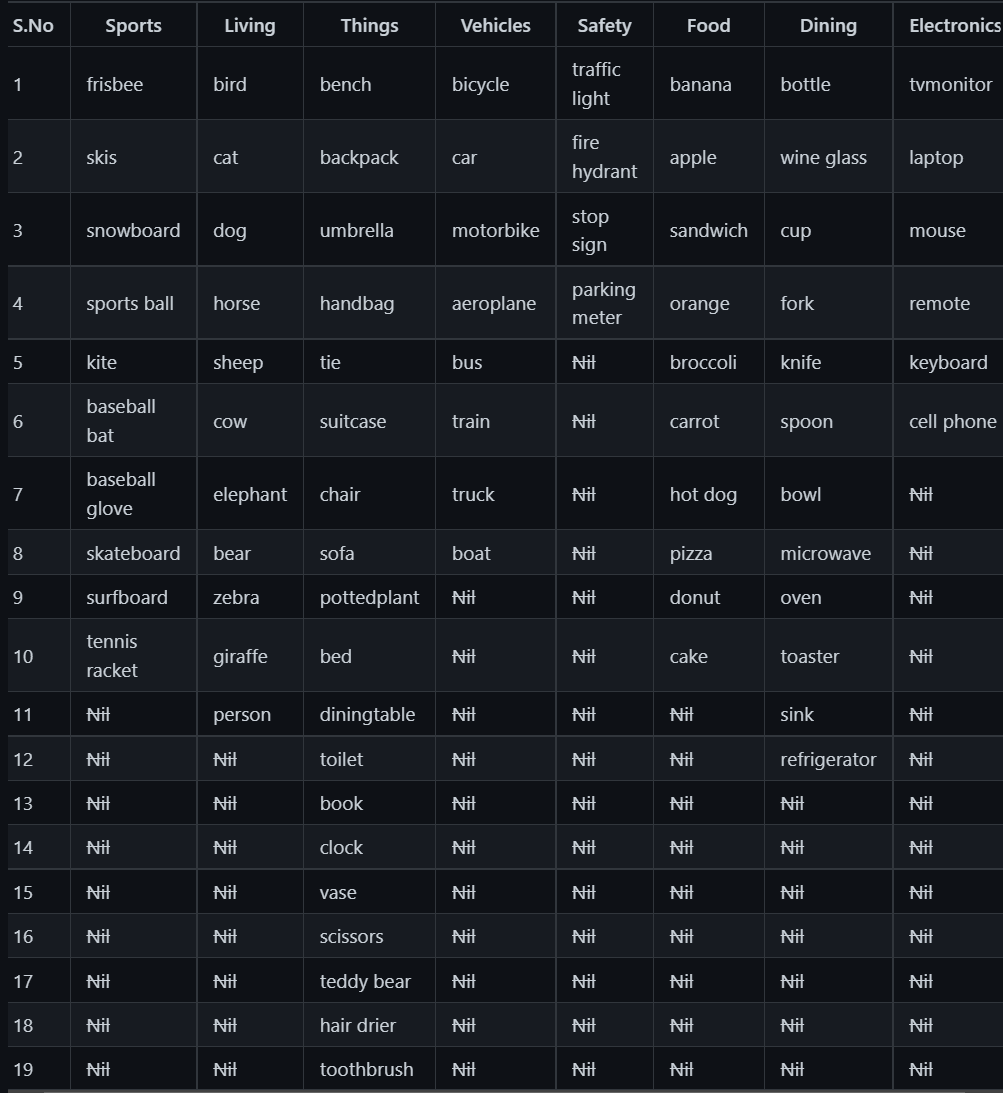 S.No Sports Living Things Vehicles Safety Food Dining Electronics
1 frisbee bird bench bicycle traffic light banana bottle tvmonitor
2 skis cat backpack car fire hydrant apple wine glass laptop
3 snowboard dog umbrella motorbike stop sign sandwich cup mouse
4 sports ball horse handbag aeroplane parking meter orange fork remote
5 kite sheep tie bus Nil broccoli knife keyboard
6 baseball bat cow suitcase train Nil carrot spoon cell phone
7 baseball glove elephant chair truck Nil hot dog bowl Nil
8 skateboard bear sofa boat Nil pizza microwave Nil
9 surfboard zebra pottedplant Nil Nil donut oven Nil
10 tennis racket giraffe bed Nil Nil cake toaster Nil
11 Nil person diningtable Nil Nil Nil sink Nil
12 Nil Nil toilet Nil Nil Nil refrigerator Nil
13 Nil Nil book Nil Nil Nil Nil Nil
14 Nil Nil clock Nil Nil Nil Nil Nil
15 Nil Nil vase Nil Nil Nil Nil Nil
16 Nil Nil scissors Nil Nil Nil Nil Nil
17 Nil Nil teddy bear Nil Nil Nil Nil Nil
18 Nil Nil hair drier Nil Nil Nil Nil Nil
19 Nil Nil toothbrush Nil Nil Nil Nil Nil